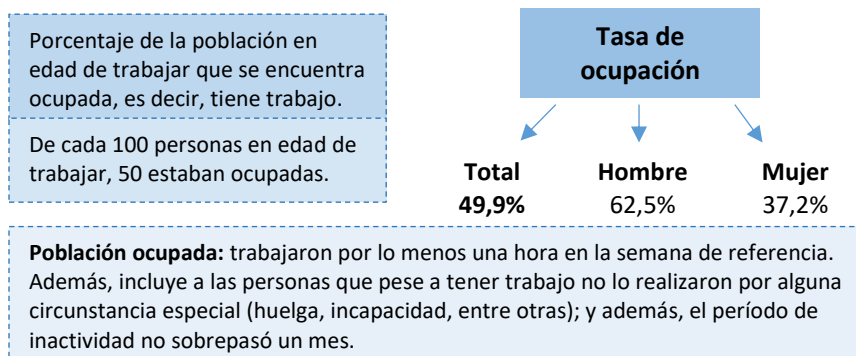 Porcentaje de la población en
edad de trabajar que se encuentra
ocupada, es decir, tiene trabajo.
De cada 100 personas en edad de
trabajar, 50 estaban ocupadas.
Tasa de
ocupación
Total Hombre Mujer
49,9% 62,5% 37,2%
Población ocupada: trabajaron por lo menos una hora en la semana de referencia.
Además, incluye a las personas que pese a tener trabajo no lo realizaron por alguna
circunstancia especial (huelga, incapacidad, entre otras); y además, el período de
inactividad no sobrepasó un mes.